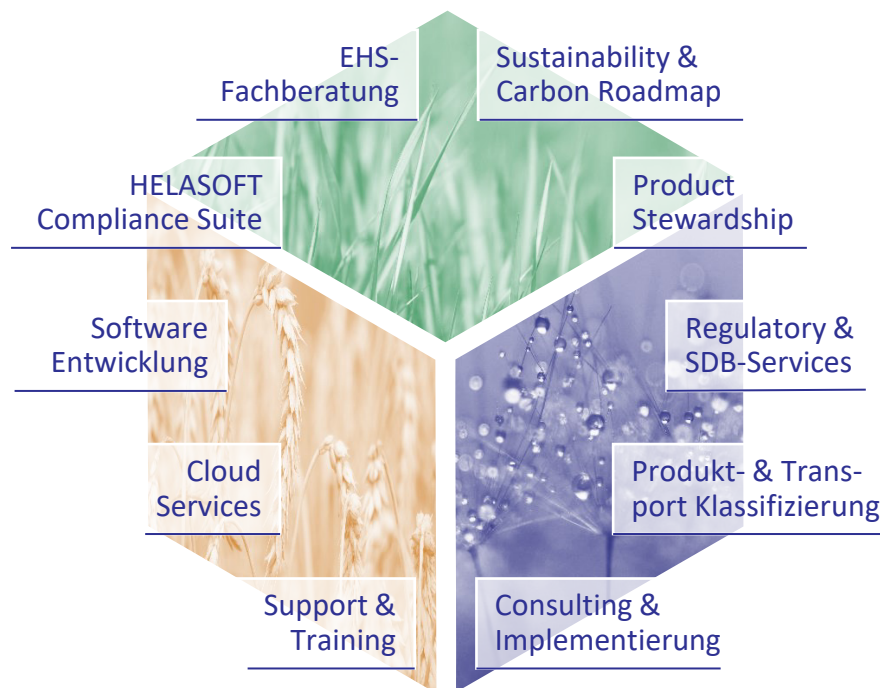 EHS-
Fachberatung
Sustainability &
Carbon Roadmap
HELASOFT
Compliance Suite
Product
Stewardship
Software
Entwicklung
Regulatory &
SDB-Services
Cloud
Services
Produkt- & Trans-
port Klassifizierung
Support &
Training
Consulting &
Implementierung